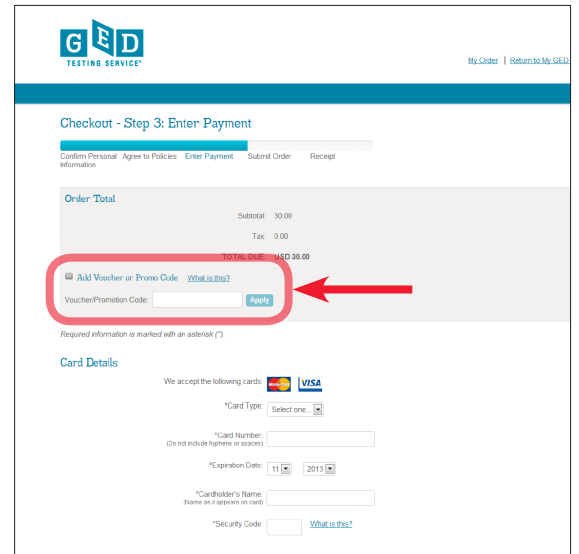 GED
TESTING SERVICE®
My Order | Return to My GED
Checkout - Step 3: Enter Payment
Confirm Personal Information Agree to Policies Enter Payment Submit Order Receipt
Order Total
Subtotal: 30.00
Tax: 0.00
TOTAL DUE: USD 30.00
Add Voucher or Promo Code What is this?
Voucher/Promotion Code: Apply
Required information is marked with an asterisk (*).
Card Details
We accept the following cards: MasterCard VISA
*Card Type: Select one...
*Card Number:
(Do not include hyphens or spaces)
*Expiration Date: 11 2013
*Cardholder's Name:
(Name as it appears on card)
*Security Code: What is this?